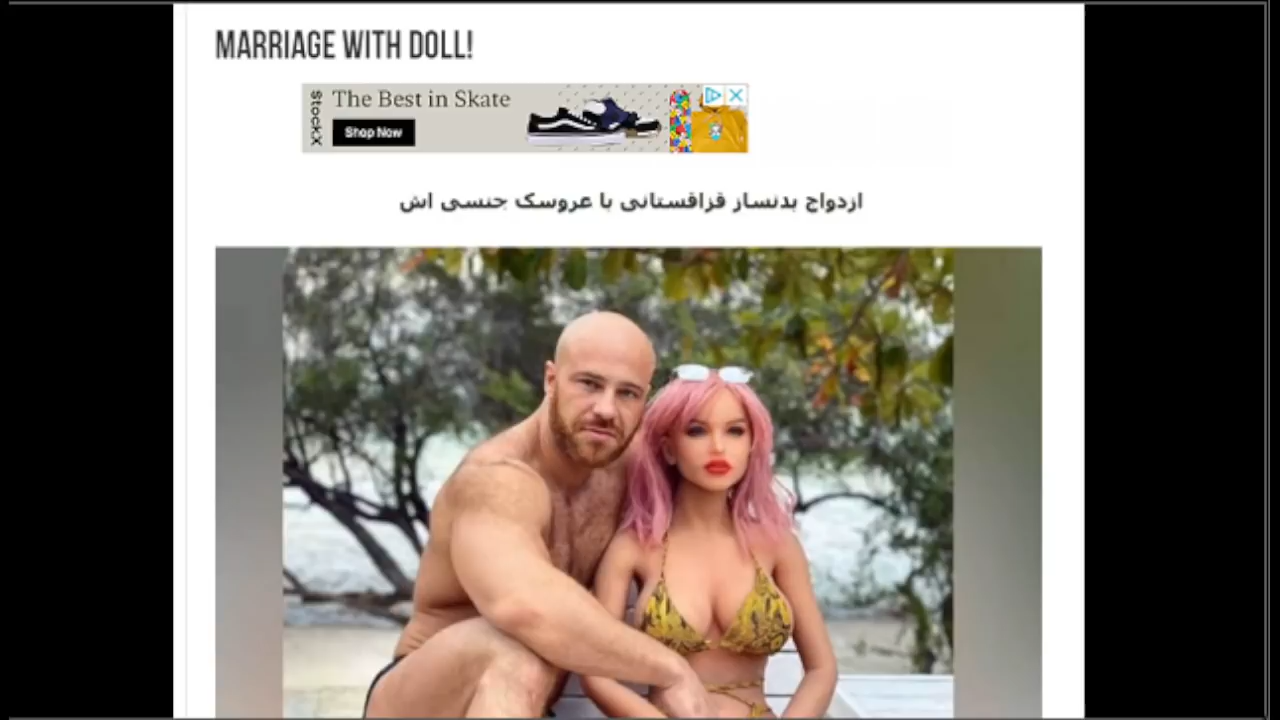 MARRIAGE WITH DOLL!
StockX
The Best in Skate
Shop Now
ازدواج بدنساز قزاقستانی با عروسک جنسی اش